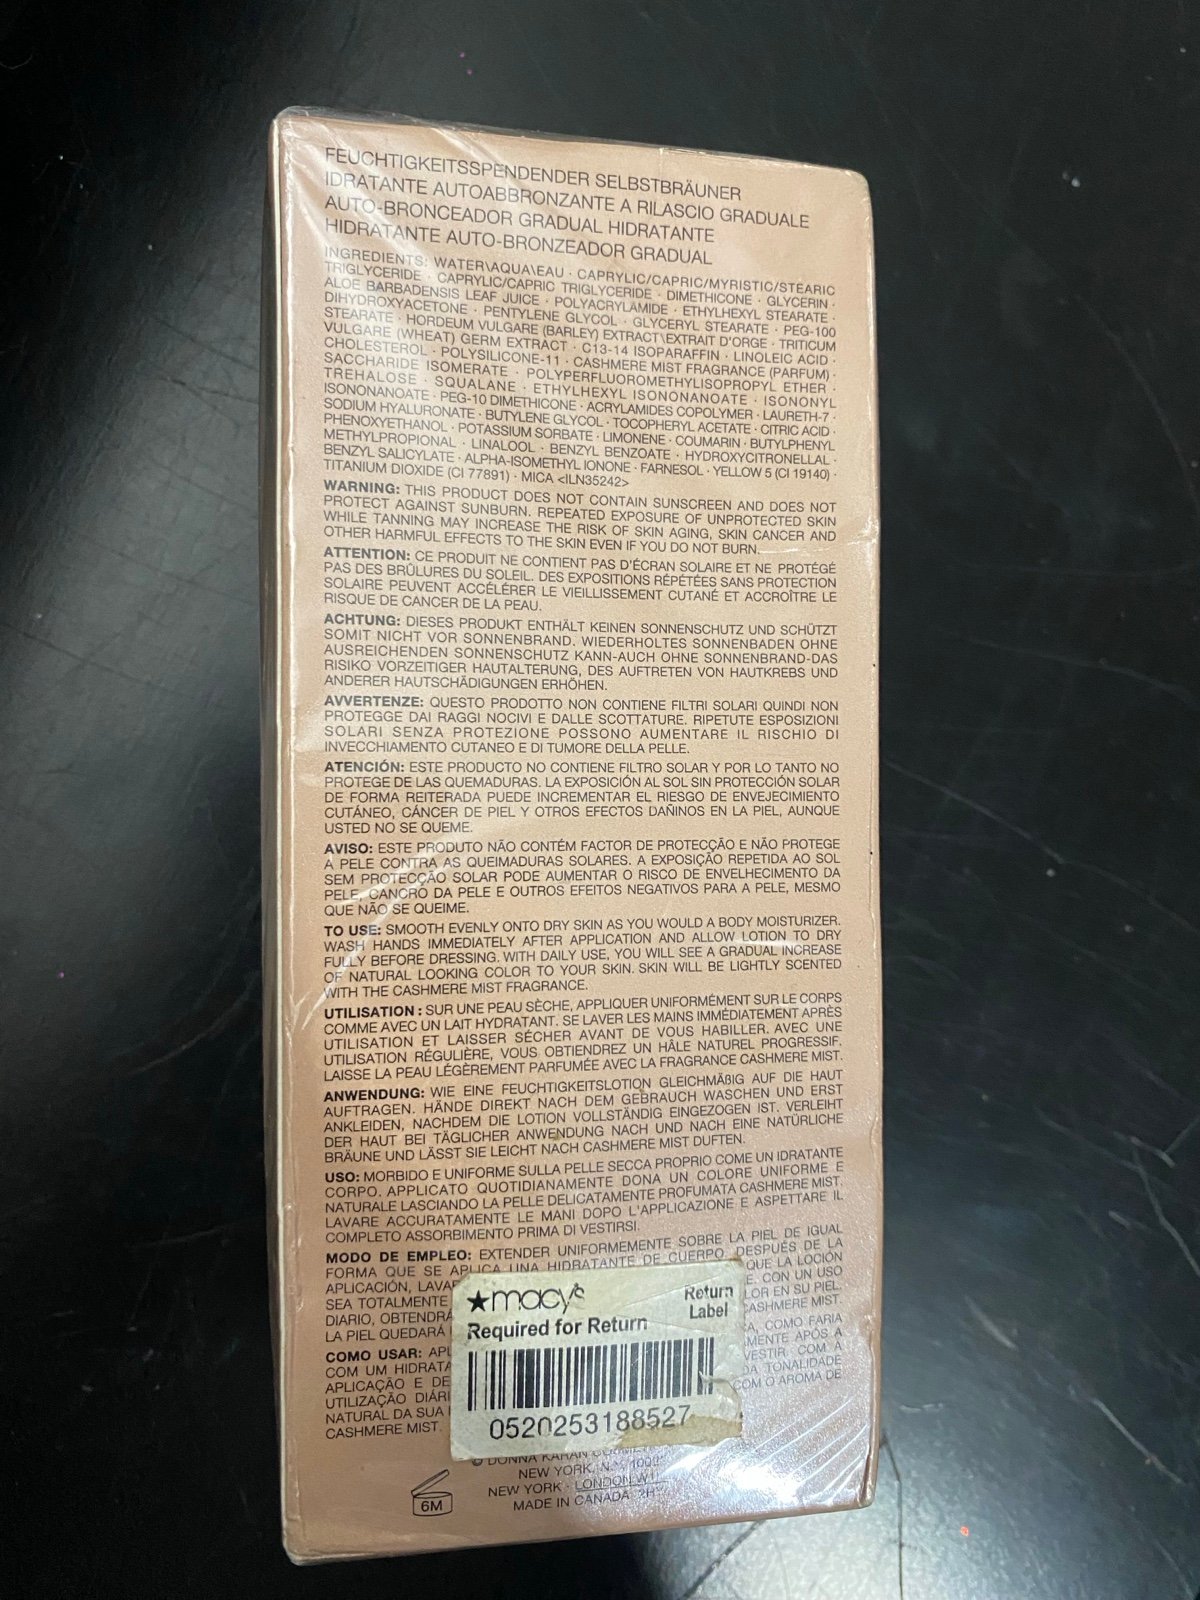 FEUCHTIGKEITSSPENDENDER SELBSTBRÄUNER
IDRATANTE AUTOABBRONZANTE A RILASCIO GRADUALE
AUTO-BRONCEADOR GRADUAL HIDRATANTE
HIDRATANTE AUTO-BRONZEADOR GRADUAL
INGREDIENTS: WATER\AQUA\EAU · CAPRYLIC/CAPRIC/MYRISTIC/STEARIC
TRIGLYCERIDE · CAPRYLIC/CAPRIC TRIGLYCERIDE · DIMETHICONE · GLYCERIN ·
ALOE BARBADENSIS LEAF JUICE · POLYACRYLAMIDE · ETHYLHEXYL STEARATE ·
DIHYDROXYACETONE · PENTYLENE GLYCOL · GLYCERYL STEARATE · PEG-100
STEARATE · HORDEUM VULGARE (BARLEY) EXTRACT\EXTRAIT D'ORGE · TRITICUM
VULGARE (WHEAT) GERM EXTRACT · C13-14 ISOPARAFFIN · LINOLEIC ACID ·
CHOLESTEROL · POLYSILICONE-11 · CASHMERE MIST FRAGRANCE (PARFUM) ·
SACCHARIDE ISOMERATE · POLYPERFLUOROMETHYLISOPROPYL ETHER ·
TREHALOSE · SQUALANE · ETHYLHEXYL ISONONANOATE · ISONONYL
ISONONANOATE · PEG-10 DIMETHICONE · ACRYLAMIDES COPOLYMER · LAURETH-7 ·
SODIUM HYALURONATE · BUTYLENE GLYCOL · TOCOPHERYL ACETATE · CITRIC ACID ·
PHENOXYETHANOL · POTASSIUM SORBATE · LIMONENE · COUMARIN · BUTYLPHENYL
METHYLPROPIONAL · LINALOOL · BENZYL BENZOATE · HYDROXYCITRONELLAL ·
BENZYL SALICYLATE · ALPHA-ISOMETHYL IONONE · FARNESOL · YELLOW 5 (CI 19140) ·
TITANIUM DIOXIDE (CI 77891) · MICA <ILN35242>
WARNING: THIS PRODUCT DOES NOT CONTAIN SUNSCREEN AND DOES NOT
PROTECT AGAINST SUNBURN. REPEATED EXPOSURE OF UNPROTECTED SKIN
WHILE TANNING MAY INCREASE THE RISK OF SKIN AGING, SKIN CANCER AND
OTHER HARMFUL EFFECTS TO THE SKIN EVEN IF YOU DO NOT BURN.
ATTENTION: CE PRODUIT NE CONTIENT PAS D'ÉCRAN SOLAIRE ET NE PROTÉGÉ
PAS DES BRÛLURES DU SOLEIL. DES EXPOSITIONS RÉPÉTÉES SANS PROTECTION
SOLAIRE PEUVENT ACCÉLÉRER LE VIEILLISSEMENT CUTANÉ ET ACCROÎTRE LE
RISQUE DE CANCER DE LA PEAU.
ACHTUNG: DIESES PRODUKT ENTHÄLT KEINEN SONNENSCHUTZ UND SCHÜTZT
SOMIT NICHT VOR SONNENBRAND. WIEDERHOLTES SONNENBADEN OHNE
AUSREICHENDEN SONNENSCHUTZ KANN-AUCH OHNE SONNENBRAND-DAS
RISIKO VORZEITIGER HAUTALTERUNG, DES AUFTRETEN VON HAUTKREBS UND
ANDERER HAUTSCHÄDIGUNGEN ERHÖHEN.
AVVERTENZE: QUESTO PRODOTTO NON CONTIENE FILTRI SOLARI QUINDI NON
PROTEGGE DAI RAGGI NOCIVI E DALLE SCOTTATURE. RIPETUTE ESPOSIZIONI
SOLARI SENZA PROTEZIONE POSSONO AUMENTARE IL RISCHIO DI
INVECCHIAMENTO CUTANEO E DI TUMORE DELLA PELLE.
ATENCIÓN: ESTE PRODUCTO NO CONTIENE FILTRO SOLAR Y POR LO TANTO NO
PROTEGE DE LAS QUEMADURAS. LA EXPOSICIÓN AL SOL SIN PROTECCIÓN SOLAR
DE FORMA REITERADA PUEDE INCREMENTAR EL RIESGO DE ENVEJECIMIENTO
CUTÁNEO, CÁNCER DE PIEL Y OTROS EFECTOS DAÑINOS EN LA PIEL, AUNQUE
USTED NO SE QUEME.
AVISO: ESTE PRODUTO NÃO CONTÉM FACTOR DE PROTECÇÃO E NÃO PROTEGE
A PELE CONTRA AS QUEIMADURAS SOLARES. A EXPOSIÇÃO REPETIDA AO SOL
SEM PROTECÇÃO SOLAR PODE AUMENTAR O RISCO DE ENVELHECIMENTO DA
PELE, CANCRO DA PELE E OUTROS EFEITOS NEGATIVOS PARA A PELE, MESMO
QUE NÃO SE QUEIME.
TO USE: SMOOTH EVENLY ONTO DRY SKIN AS YOU WOULD A BODY MOISTURIZER.
WASH HANDS IMMEDIATELY AFTER APPLICATION AND ALLOW LOTION TO DRY
FULLY BEFORE DRESSING. WITH DAILY USE, YOU WILL SEE A GRADUAL INCREASE
OF NATURAL LOOKING COLOR TO YOUR SKIN. SKIN WILL BE LIGHTLY SCENTED
WITH THE CASHMERE MIST FRAGRANCE.
UTILISATION : SUR UNE PEAU SÈCHE, APPLIQUER UNIFORMÉMENT SUR LE CORPS
COMME AVEC UN LAIT HYDRATANT. SE LAVER LES MAINS IMMÉDIATEMENT APRÈS
UTILISATION ET LAISSER SÉCHER AVANT DE VOUS HABILLER. AVEC UNE
UTILISATION RÉGULIÈRE, VOUS OBTIENDREZ UN HÂLE NATUREL PROGRESSIF.
LAISSE LA PEAU LÉGÈREMENT PARFUMÉE AVEC LA FRAGRANCE CASHMERE MIST.
ANWENDUNG: WIE EINE FEUCHTIGKEITSLOTION GLEICHMÄßIG AUF DIE HAUT
AUFTRAGEN. HÄNDE DIREKT NACH DEM GEBRAUCH WASCHEN UND ERST
ANKLEIDEN, NACHDEM DIE LOTION VOLLSTÄNDIG EINGEZOGEN IST. VERLEIHT
DER HAUT BEI TÄGLICHER ANWENDUNG NACH UND NACH EINE NATÜRLICHE
BRÄUNE UND LÄSST SIE LEICHT NACH CASHMERE MIST DUFTEN.
USO: MORBIDO E UNIFORME SULLA PELLE SECCA PROPRIO COME UN IDRATANTE
CORPO. APPLICATO QUOTIDIANAMENTE DONA UN COLORE UNIFORME E
NATURALE LASCIANDO LA PELLE DELICATAMENTE PROFUMATA CASHMERE MIST.
LAVARE ACCURATAMENTE LE MANI DOPO L'APPLICAZIONE E ASPETTARE IL
COMPLETO ASSORBIMENTO PRIMA DI VESTIRSI.
MODO DE EMPLEO: EXTENDER UNIFORMEMENTE SOBRE LA PIEL DE IGUAL
FORMA QUE SE APLICA UNA HIDRATANTE DE CUERPO. DESPUÉS DE LA
APLICACIÓN, LAVAR QUE LA LOCIÓN
SEA TOTALMENTE CON UN USO
DIARIO, OBTENDRÁ EN SU PIEL.
LA PIEL QUEDARÁ CASHMERE MIST.
COMO USAR: COMO FARIA
COM UM HIDRATA APÓS A
APLICAÇÃO E DE VESTIR. COM A
UTILIZAÇÃO DIÁRI TONALIDADE
NATURAL DA SUA COM O AROMA DE
CASHMERE MIST.
★macy's Return
Required for Return Label
0520253188527
© DONNA KARAN
NEW YORK, N.Y.
NEW YORK · LONDON
MADE IN CANADA
6M